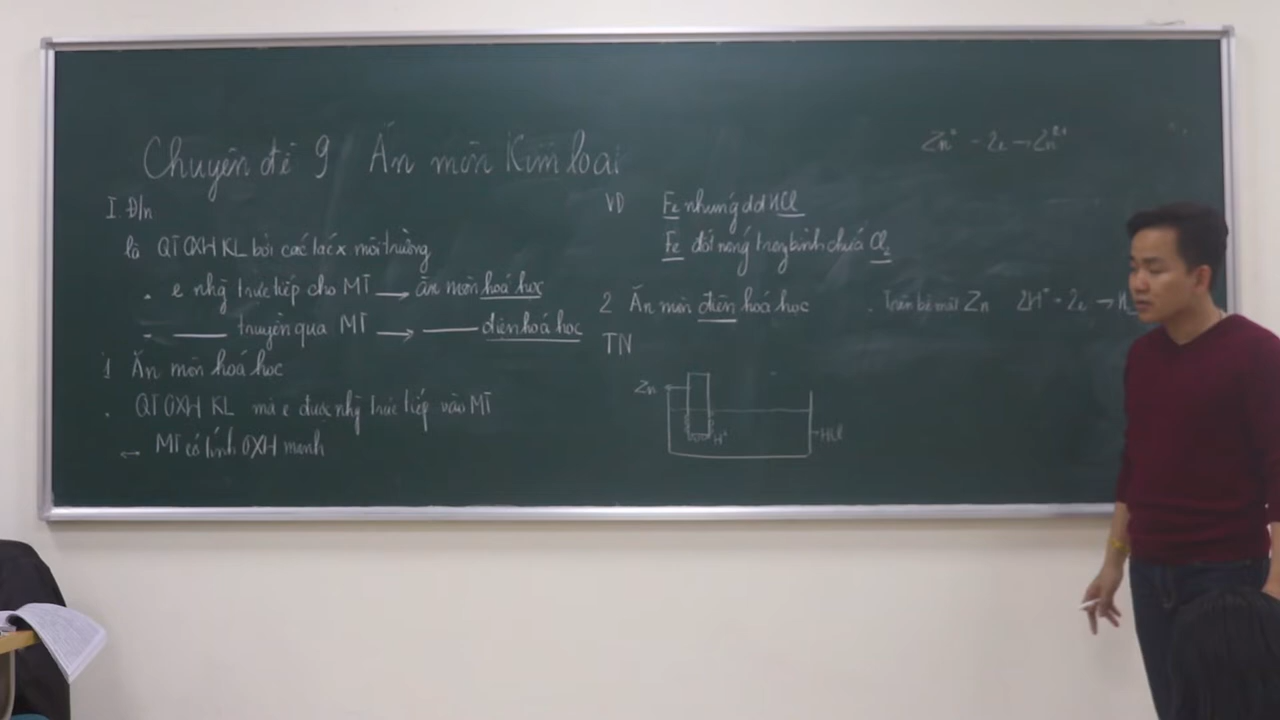 Chuyên đề 9 Ăn mòn Kim loại
I. Đ/n
là QT OXH KL bởi các tác x môi trường
. e nhg trực tiếp cho MT → ăn mòn hoá học
. ____ truyền qua MT → ____ điện hoá học
1 Ăn mòn hoá học
. QT OXH KL mà e được nhg trực tiếp vào MT
↔ MT có tính OXH mạnh
Zn° - 2e → Zn²⁺
VD Fe nhúng dd HCl
Fe đốt nóng trong bình chứa Cl₂
2 Ăn mòn điện hoá học
TN
Zn
H⁺
HCl
. Trên bề mặt Zn 2H⁺ + 2e → H